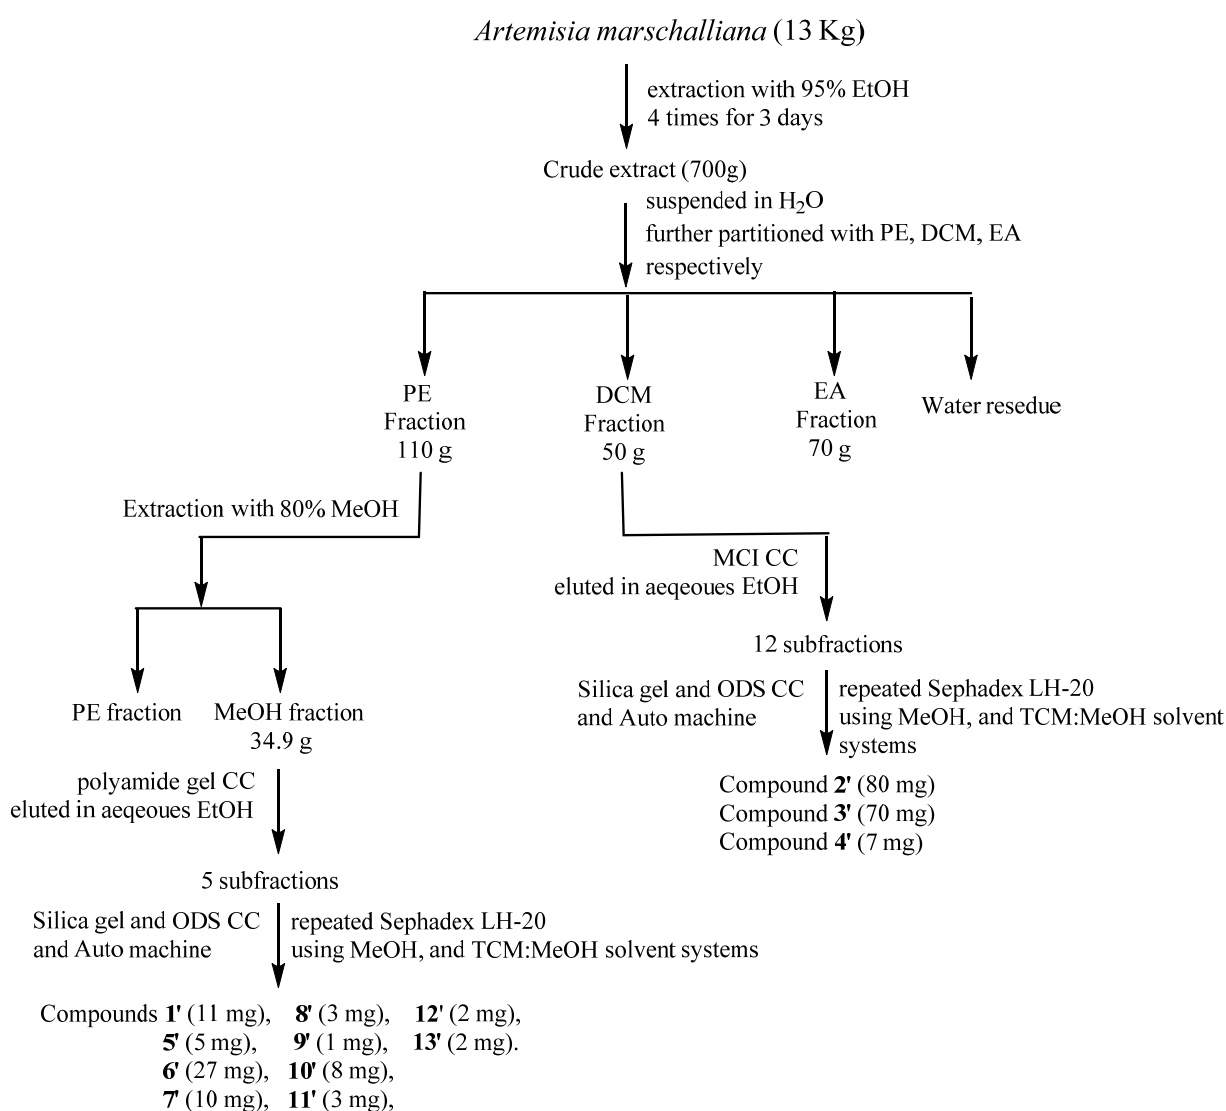 Artemisia marschalliana (13 Kg)
extraction with 95% EtOH
4 times for 3 days
Crude extract (700g)
suspended in H2O
further partitioned with PE, DCM, EA
respectively
PE
Fraction
110 g
DCM
Fraction
50 g
EA
Fraction
70 g
Water resedue
Extraction with 80% MeOH
MCI CC
eluted in aeqeoues EtOH
12 subfractions
Silica gel and ODS CC
and Auto machine
repeated Sephadex LH-20
using MeOH, and TCM:MeOH solvent
systems
Compound 2' (80 mg)
Compound 3' (70 mg)
Compound 4' (7 mg)
PE fraction
MeOH fraction
34.9 g
polyamide gel CC
eluted in aeqeoues EtOH
5 subfractions
Silica gel and ODS CC
and Auto machine
repeated Sephadex LH-20
using MeOH, and TCM:MeOH solvent systems
Compounds 1' (11 mg), 8' (3 mg), 12' (2 mg),
5' (5 mg), 9' (1 mg), 13' (2 mg).
6' (27 mg), 10' (8 mg),
7' (10 mg), 11' (3 mg),